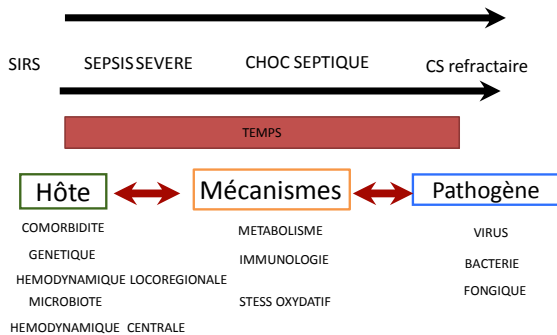 SIRS SEPSIS SEVERE CHOC SEPTIQUE CS refractaire
TEMPS
Hôte Mécanismes Pathogène
COMORBIDITE METABOLISME VIRUS
GENETIQUE IMMUNOLOGIE BACTERIE
HEMODYNAMIQUE LOCOREGIONALE
MICROBIOTE STRESS OXYDATIF FONGIQUE
HEMODYNAMIQUE CENTRALE